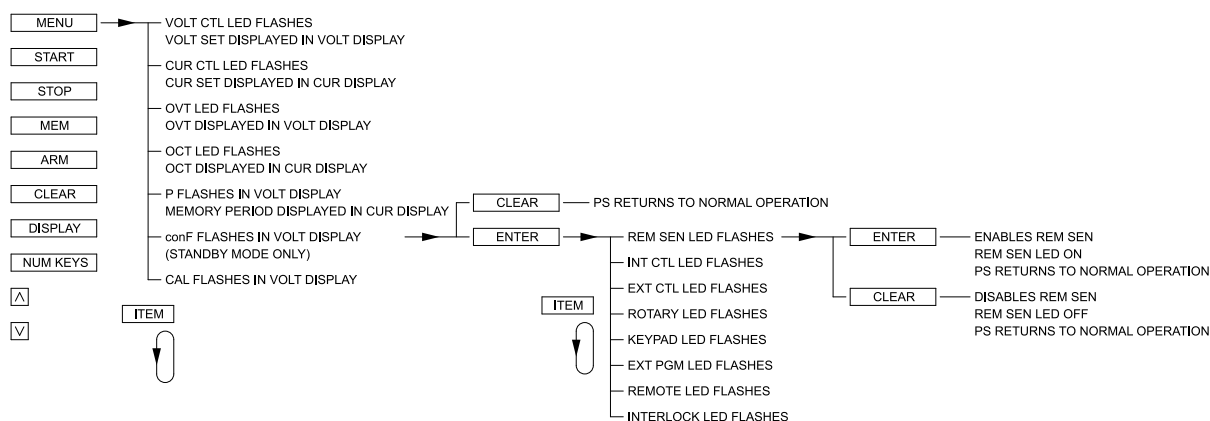 MENU
START
STOP
MEM
ARM
CLEAR
DISPLAY
NUM KEYS
VOLT CTL LED FLASHES
VOLT SET DISPLAYED IN VOLT DISPLAY
CUR CTL LED FLASHES
CUR SET DISPLAYED IN CUR DISPLAY
OVT LED FLASHES
OVT DISPLAYED IN VOLT DISPLAY
OCT LED FLASHES
OCT DISPLAYED IN CUR DISPLAY
P FLASHES IN VOLT DISPLAY
MEMORY PERIOD DISPLAYED IN CUR DISPLAY
conF FLASHES IN VOLT DISPLAY
(STANDBY MODE ONLY)
CAL FLASHES IN VOLT DISPLAY
ITEM
CLEAR
PS RETURNS TO NORMAL OPERATION
ENTER
REM SEN LED FLASHES
INT CTL LED FLASHES
EXT CTL LED FLASHES
ROTARY LED FLASHES
KEYPAD LED FLASHES
EXT PGM LED FLASHES
REMOTE LED FLASHES
INTERLOCK LED FLASHES
ITEM
ENTER
ENABLES REM SEN
REM SEN LED ON
PS RETURNS TO NORMAL OPERATION
CLEAR
DISABLES REM SEN
REM SEN LED OFF
PS RETURNS TO NORMAL OPERATION